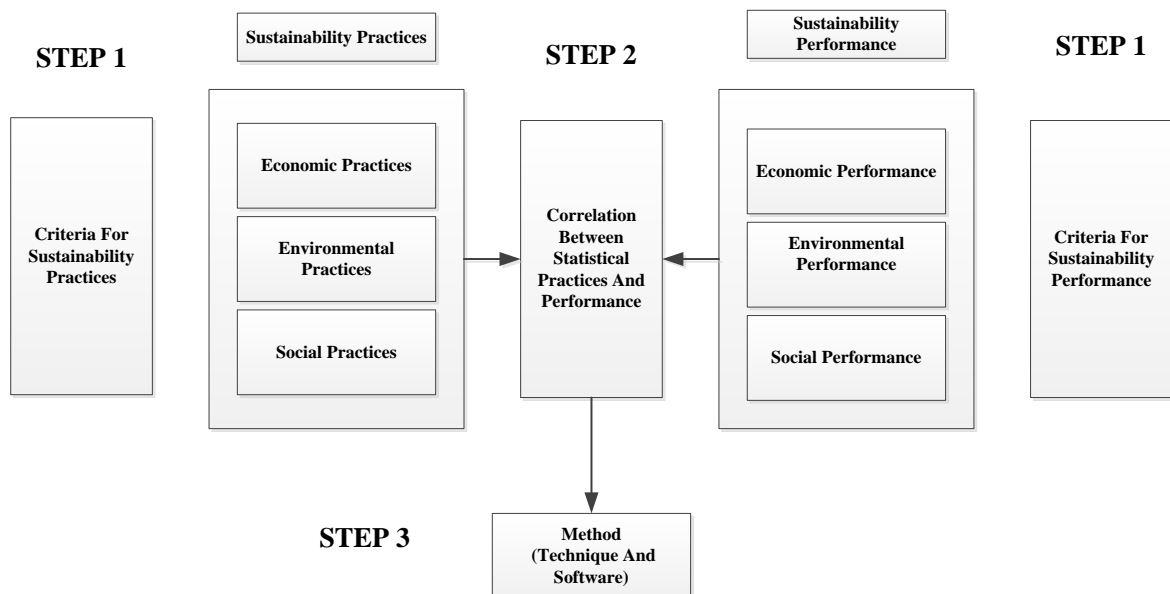 STEP 1
Sustainability Practices
STEP 2
Sustainability
Performance
STEP 1
Criteria For
Sustainability
Practices
Economic Practices
Environmental
Practices
Social Practices
Correlation
Between
Statistical
Practices And
Performance
Economic Performance
Environmental
Performance
Social Performance
Criteria For
Sustainability
Performance
STEP 3
Method
(Technique And
Software)